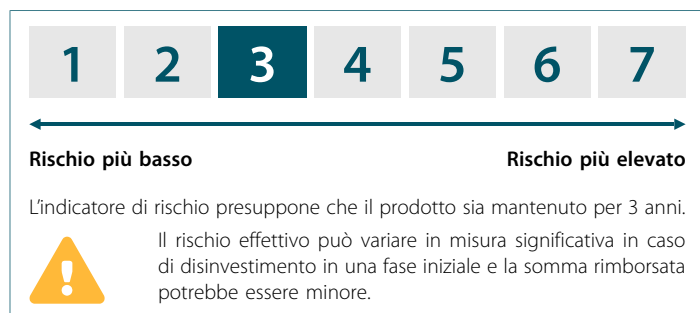 1 2 3 4 5 6 7
Rischio più basso Rischio più elevato
L'indicatore di rischio presuppone che il prodotto sia mantenuto per 3 anni.
Il rischio effettivo può variare in misura significativa in caso
di disinvestimento in una fase iniziale e la somma rimborsata
potrebbe essere minore.